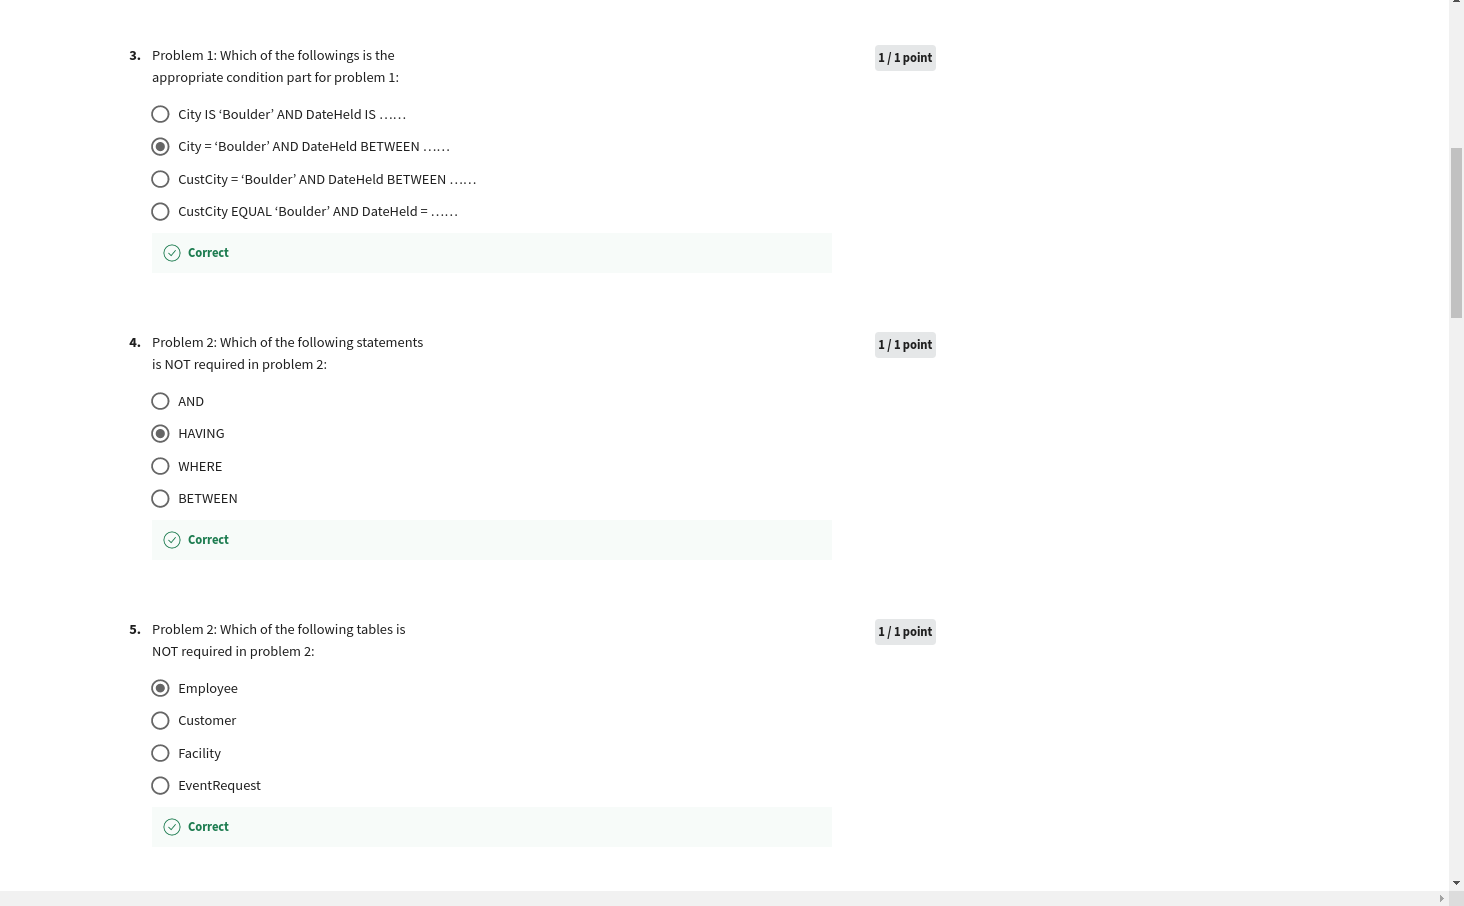 3. Problem 1: Which of the followings is the
appropriate condition part for problem 1:
1 / 1 point
City IS ‘Boulder’ AND DateHeld IS ……
City = ‘Boulder’ AND DateHeld BETWEEN ……
CustCity = ‘Boulder’ AND DateHeld BETWEEN ……
CustCity EQUAL ‘Boulder’ AND DateHeld = ……
Correct
4. Problem 2: Which of the following statements
is NOT required in problem 2:
1 / 1 point
AND
HAVING
WHERE
BETWEEN
Correct
5. Problem 2: Which of the following tables is
NOT required in problem 2:
1 / 1 point
Employee
Customer
Facility
EventRequest
Correct